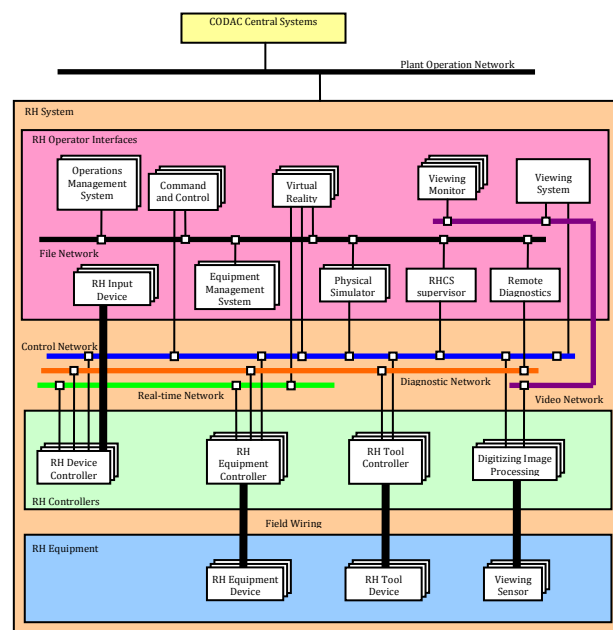 CODAC Central Systems
Plant Operation Network
RH System
RH Operator Interfaces
Operations
Management
System
Command
and Control
Virtual
Reality
Viewing
Monitor
Viewing
System
File Network
RH Input
Device
Equipment
Management
System
Physical
Simulator
RHCS
supervisor
Remote
Diagnostics
Control Network
Diagnostic Network
Real-time Network
Video Network
RH Device
Controller
RH
Equipment
Controller
RH Tool
Controller
Digitizing Image
Processing
RH Controllers
Field Wiring
RH Equipment
RH Equipment
Device
RH Tool
Device
Viewing
Sensor